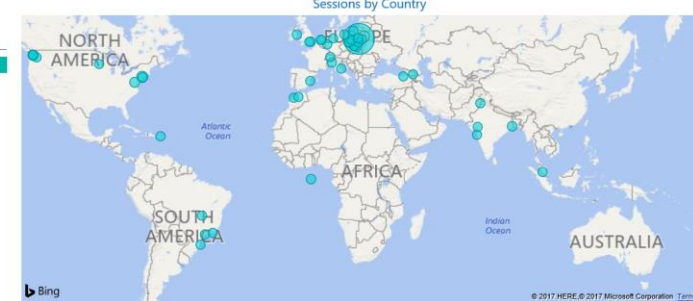 Sessions by Country
NORTH
AMERICA
EUROPE
Atlantic
Ocean
AFRICA
SOUTH
AMERICA
Indian
Ocean
AUSTRALIA
Bing
© 2017 HERE,© 2017 Microsoft Corporation